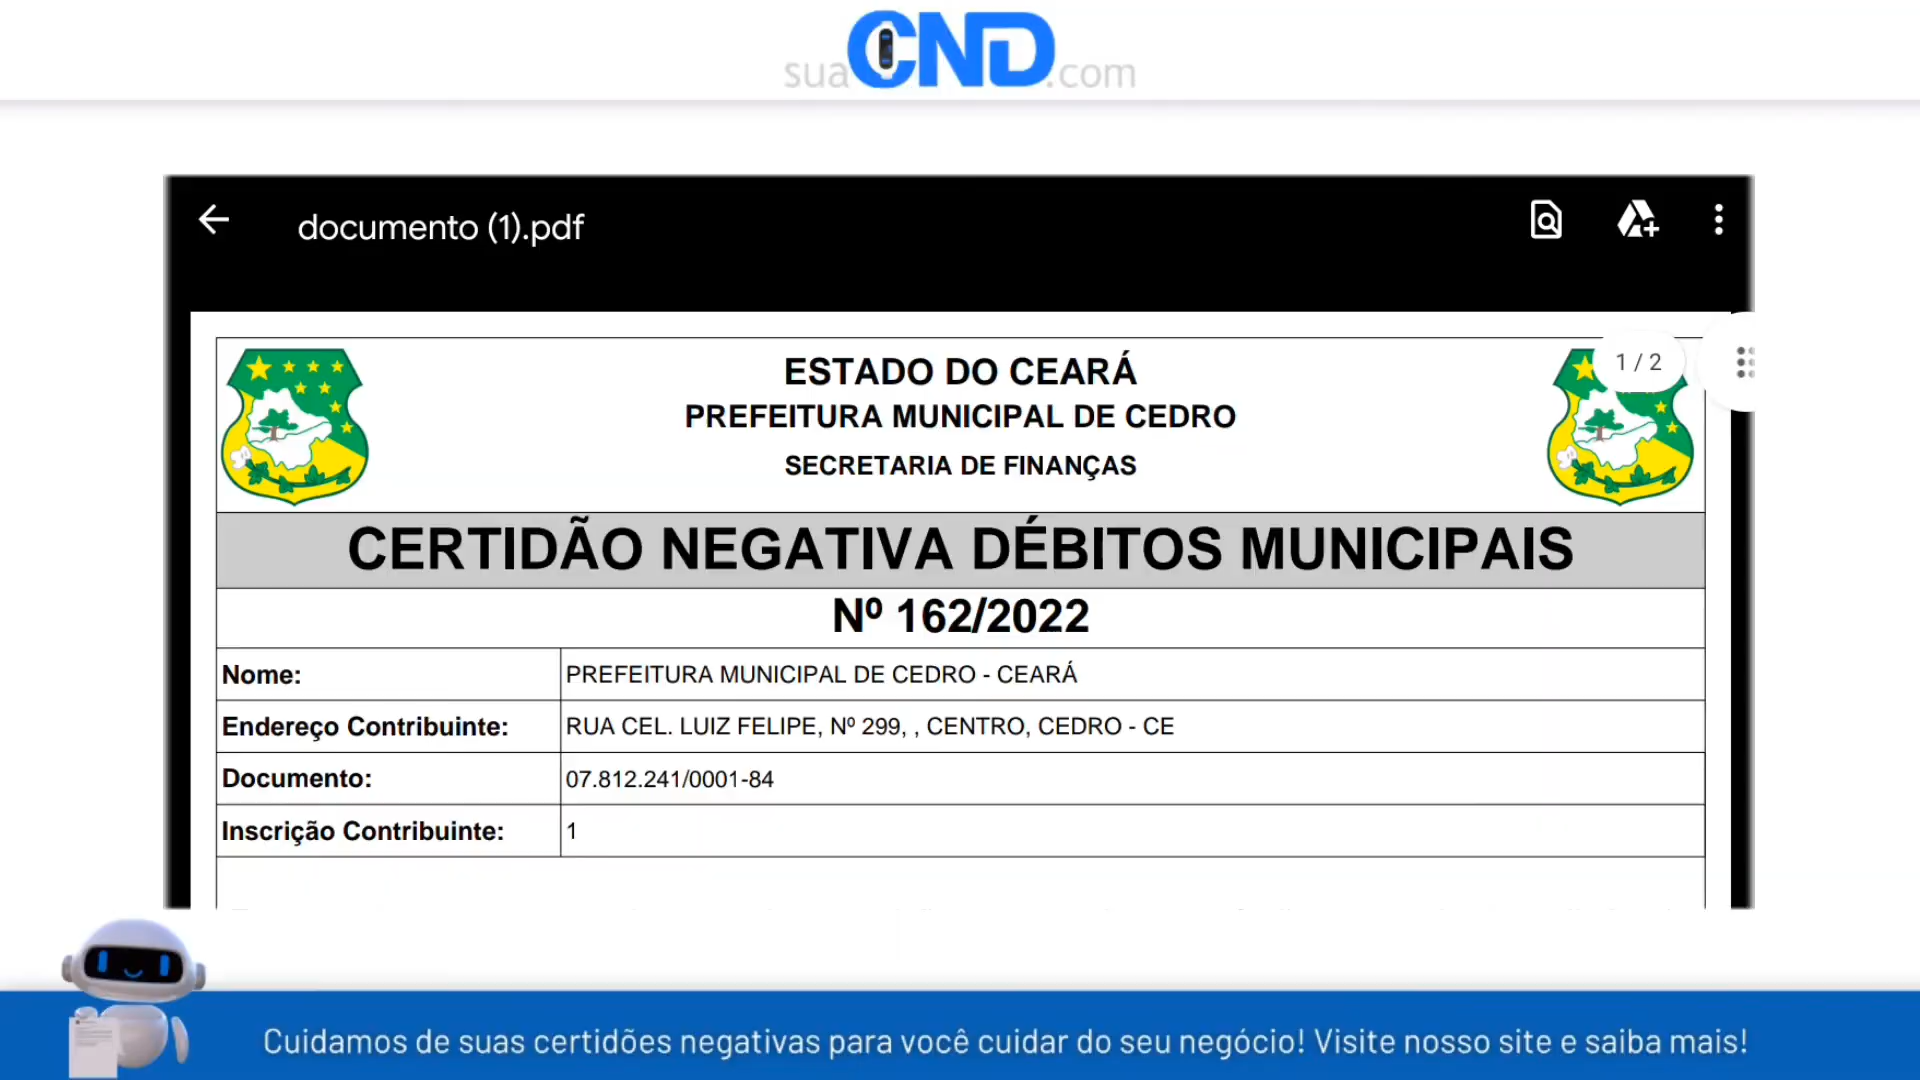 suaCND.com
documento (1).pdf
ESTADO DO CEARÁ
1 / 2
PREFEITURA MUNICIPAL DE CEDRO
SECRETARIA DE FINANÇAS
CERTIDÃO NEGATIVA DÉBITOS MUNICIPAIS
Nº 162/2022
Nome: PREFEITURA MUNICIPAL DE CEDRO - CEARÁ
Endereço Contribuinte: RUA CEL. LUIZ FELIPE, Nº 299, , CENTRO, CEDRO - CE
Documento: 07.812.241/0001-84
Inscrição Contribuinte: 1
Cuidamos de suas certidões negativas para você cuidar do seu negócio! Visite nosso site e saiba mais!